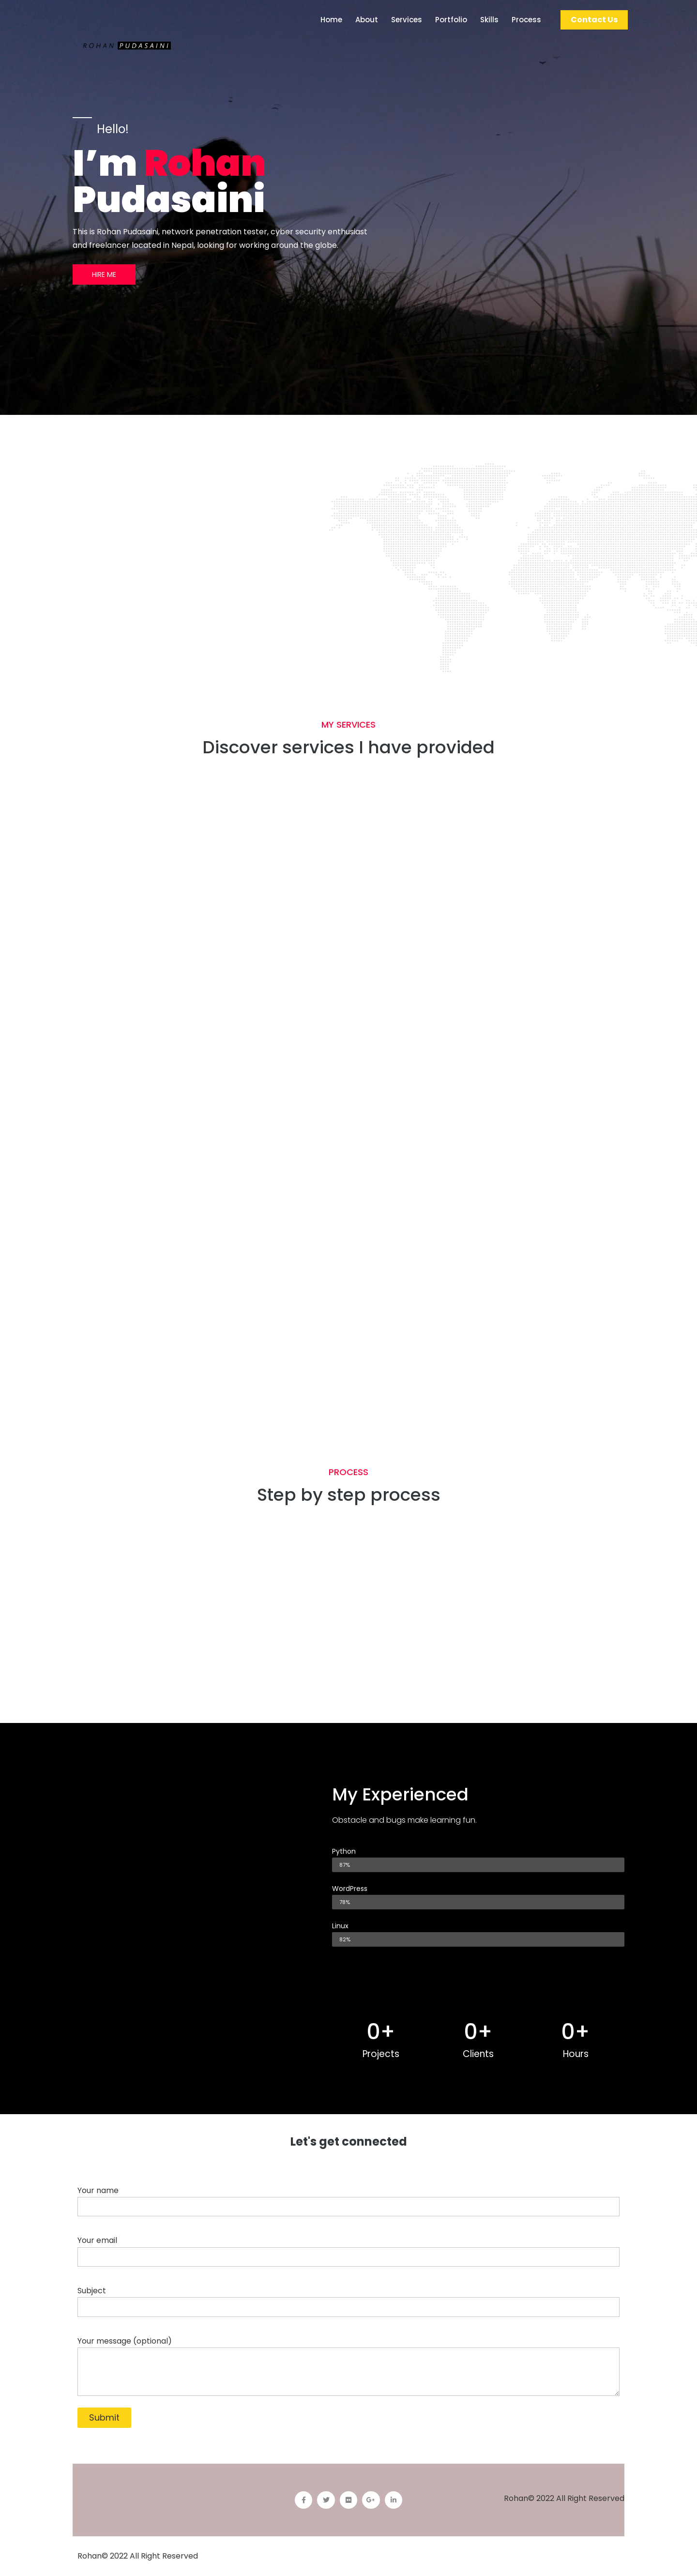 Home About Services Portfolio Skills Process Contact Us
ROHAN PUDASAINI
Hello!
I’m Rohan
Pudasaini
This is Rohan Pudasaini, network penetration tester, cyber security enthusiast
and freelancer located in Nepal, looking for working around the globe.
HIRE ME
MY SERVICES
Discover services I have provided
PROCESS
Step by step process
My Experienced
Obstacle and bugs make learning fun.
Python
87%
WordPress
78%
Linux
82%
0+ 0+ 0+
Projects Clients Hours
Let's get connected
Your name
Your email
Subject
Your message (optional)
Submit
Rohan© 2022 All Right Reserved
Rohan© 2022 All Right Reserved